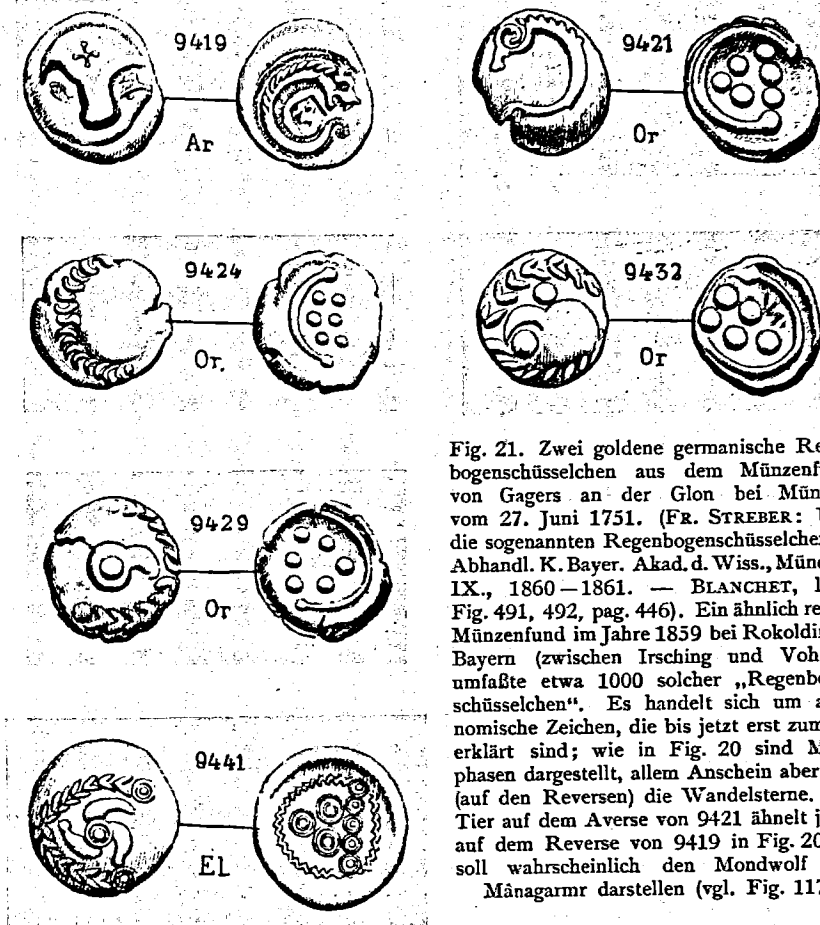 9419
Ar
9421
Or
9424
Or.
9432
Or
9429
Or
9441
EL
Fig. 21. Zwei goldene germanische Re
bogenschüsselchen aus dem Münzenf
von Gagers an der Glon bei Mün
vom 27. Juni 1751. (FR. STREBER:
die sogenannten Regenbogenschüsselche
Abhandl. K. Bayer. Akad. d. Wiss., Mün
IX., 1860—1861. — BLANCHET,
Fig. 491, 492, pag. 446). Ein ähnlich re
Münzenfund im Jahre 1859 bei Rokoldin
Bayern (zwischen Irsching und Voh
umfaßte etwa 1000 solcher „Regenb
schüsselchen“. Es handelt sich um a
nomische Zeichen, die bis jetzt erst zum
erklärt sind; wie in Fig. 20 sind M
phasen dargestellt, allem Anschein aber
(auf den Reversen) die Wandelsterne.
Tier auf dem Averse von 9421 ähnelt j
auf dem Reverse von 9419 in Fig. 20
soll wahrscheinlich den Mondwolf
Mânagarmr darstellen (vgl. Fig. 117